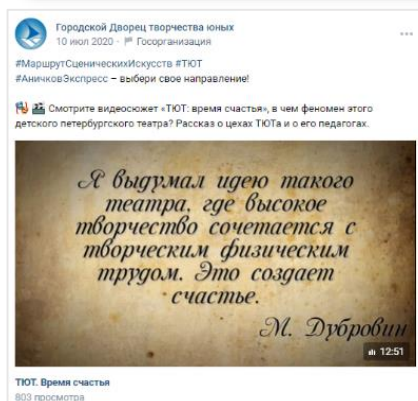 Городской Дворец творчества юных
10 июл 2020 · Госорганизация
#МаршрутСценическихИскусств #ТЮТ
#АничковЭкспресс – выбери свое направление!
Смотрите видеосюжет «ТЮТ: время счастья», в чем феномен этого
детского петербургского театра? Рассказ о цехах ТЮТа и о его педагогах.
Я выдумал идею такого
театра, где высокое
творчество сочетается с
творческим физическим
трудом. Это создает
счастье.
М. Дубровин
12:51
ТЮТ. Время счастья
803 просмотра